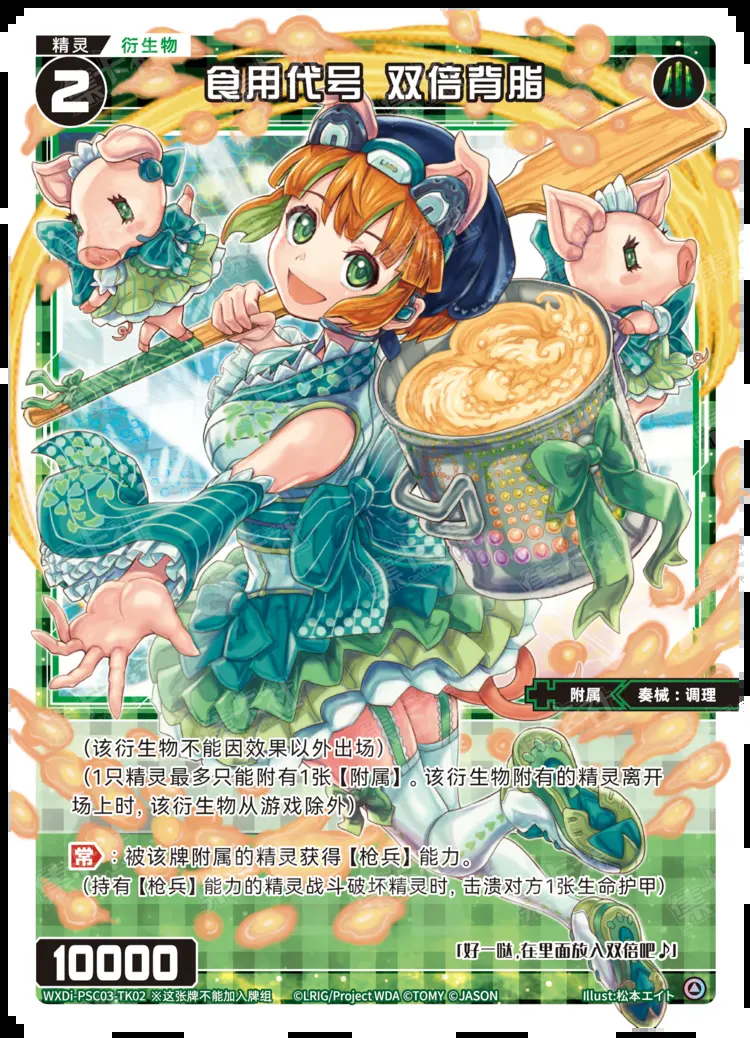 精灵 衍生物
2
食用代号 双倍背脂
LARD
附属 奏械：调理
（该衍生物不能因效果以外出场）
（1只精灵最多只能附有1张【附属】。该衍生物附有的精灵离开
场上时，该衍生物从游戏除外）
常：被该牌附属的精灵获得【枪兵】能力。
（持有【枪兵】能力的精灵战斗破坏精灵时，击溃对方1张生命护甲）
10000
「好一哒,在里面放入双倍吧♪」
WXDi-PSC03-TK02 ※这张牌不能加入牌组 ©LRIG/Project WDA ©TOMY ©JASON Illust:松本エイト